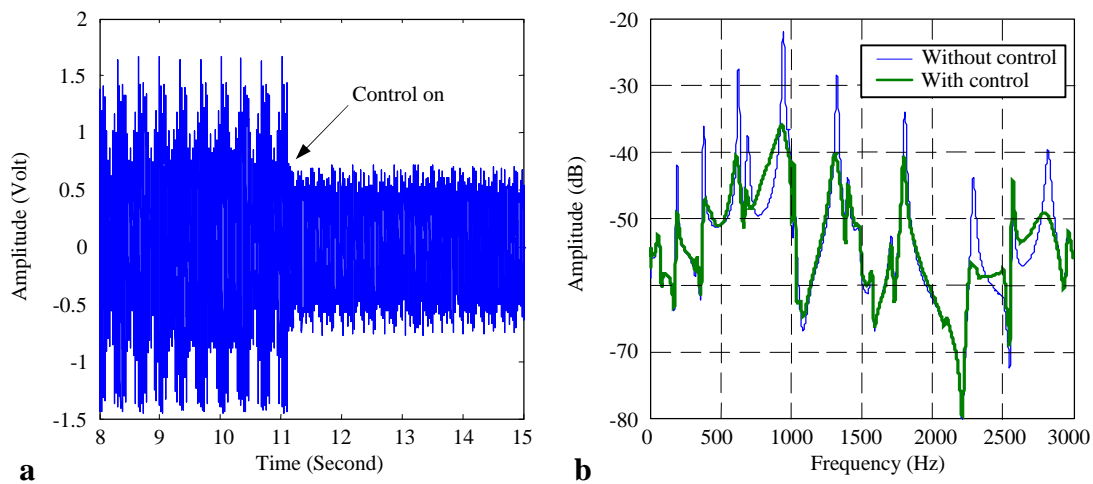 2
1.5
1
0.5
0
-0.5
-1
-1.5
Amplitude (Volt)
Control on
8 9 10 11 12 13 14 15
Time (Second)
a
-20
-30
-40
-50
-60
-70
-80
Amplitude (dB)
Without control
With control
0 500 1000 1500 2000 2500 3000
Frequency (Hz)
b